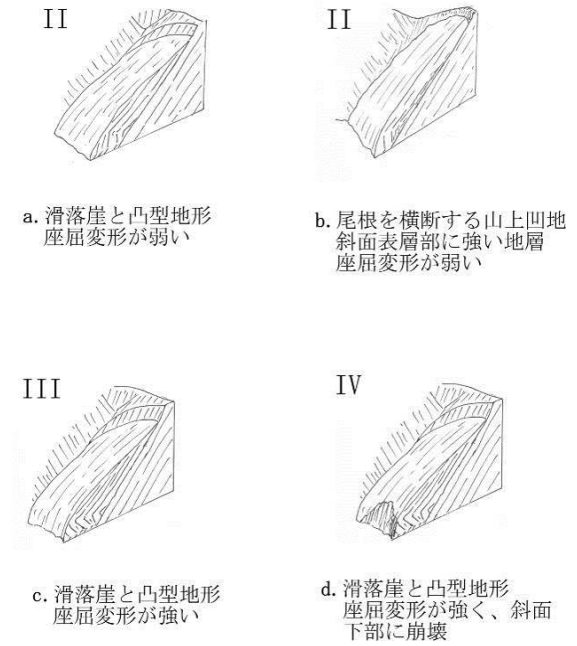 II
II
a. 滑落崖と凸型地形
座屈変形が弱い
b. 尾根を横断する山上凹地
斜面表層部に強い地層
座屈変形が弱い
III
IV
c. 滑落崖と凸型地形
座屈変形が強い
d. 滑落崖と凸型地形
座屈変形が強く、斜面
下部に崩壊